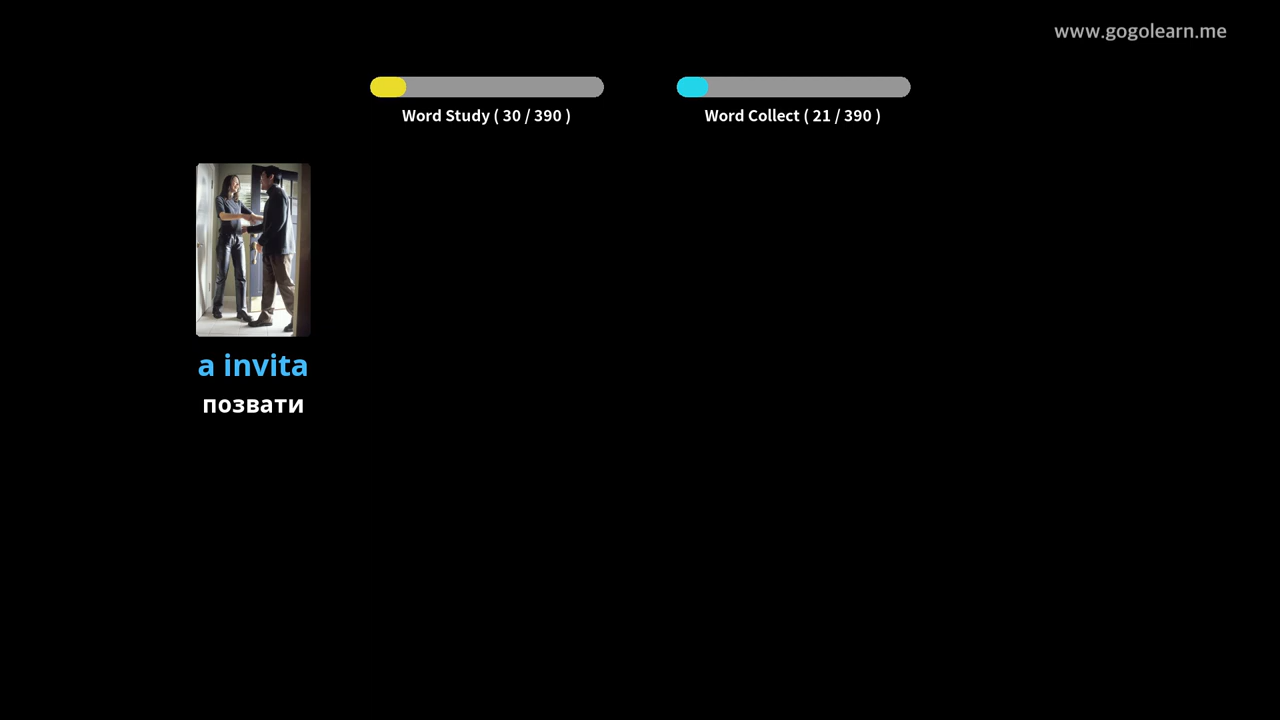 www.gogolearn.me
Word Study ( 30 / 390 )
Word Collect ( 21 / 390 )
a invita
позвати